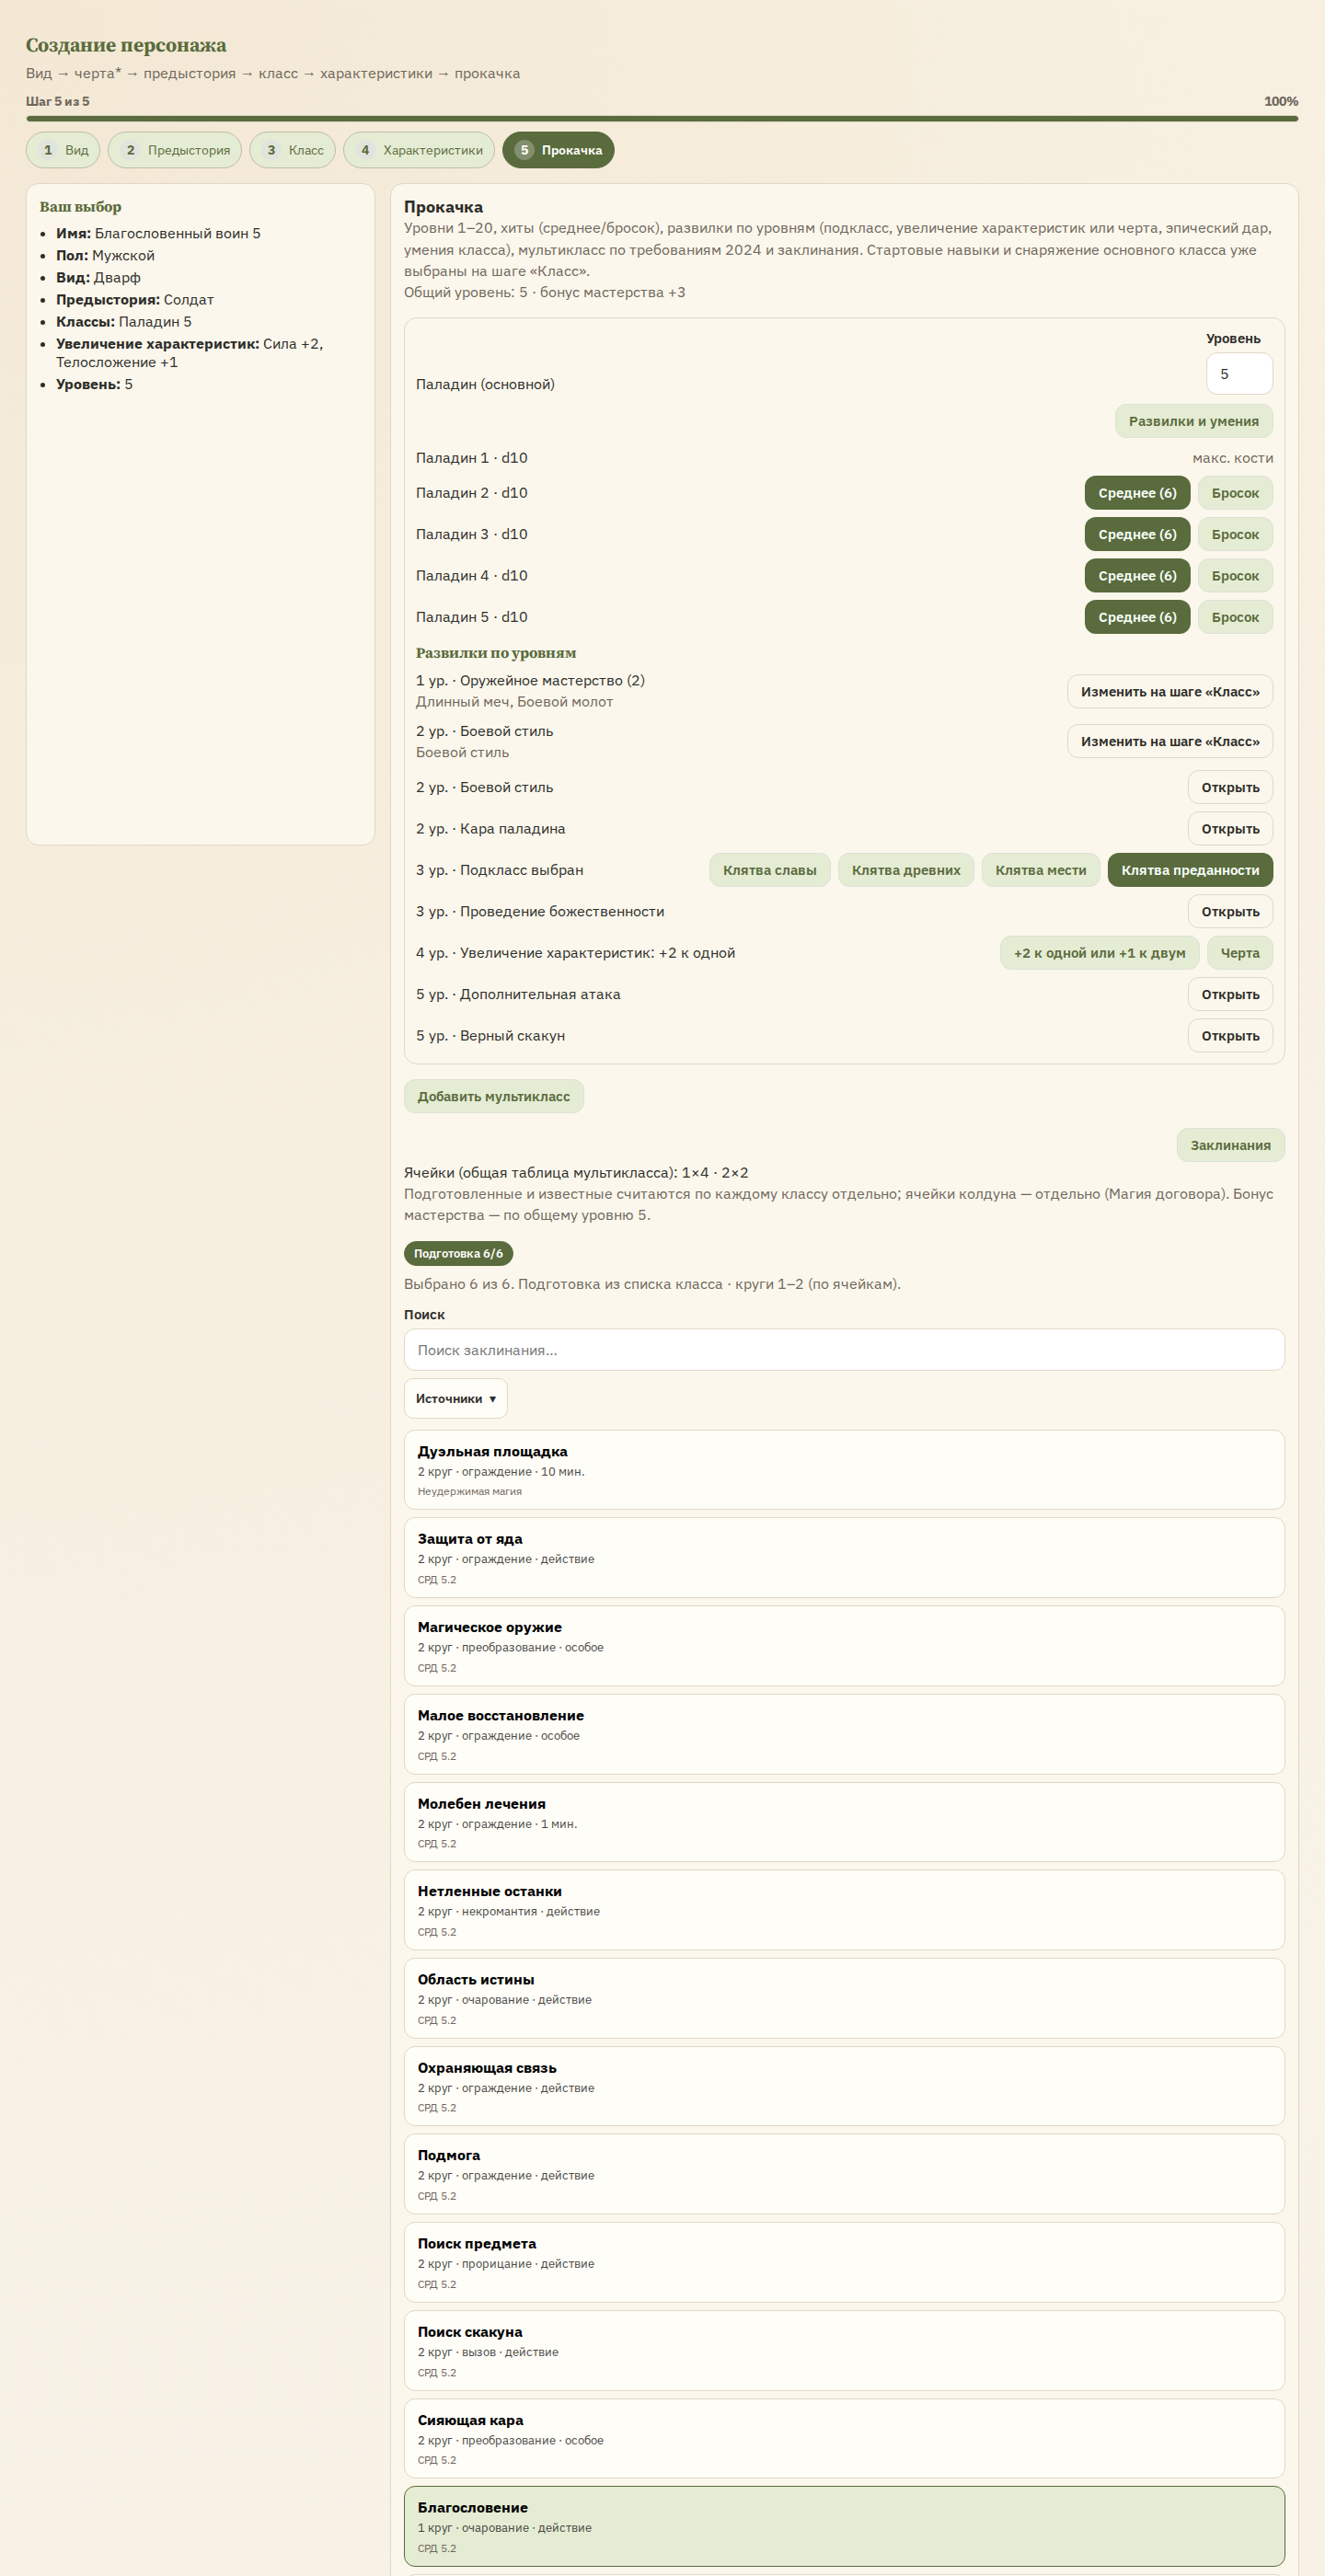 Создание персонажа
Вид → черта* → предыстория → класс → характеристики → прокачка
Шаг 5 из 5
100%
1 Вид
2 Предыстория
3 Класс
4 Характеристики
5 Прокачка
Ваш выбор
• Имя: Благословенный воин 5
• Пол: Мужской
• Вид: Дварф
• Предыстория: Солдат
• Классы: Паладин 5
• Увеличение характеристик: Сила +2,
Телосложение +1
• Уровень: 5
Прокачка
Уровни 1–20, хиты (среднее/бросок), развилки по уровням (подкласс, увеличение характеристик или черта, эпический дар,
умения класса), мультикласс по требованиям 2024 и заклинания. Стартовые навыки и снаряжение основного класса уже
выбраны на шаге «Класс».
Общий уровень: 5 · бонус мастерства +3
Уровень
Паладин (основной)
5
Развилки и умения
Паладин 1 · d10
макс. кости
Паладин 2 · d10
Среднее (6)
Бросок
Паладин 3 · d10
Среднее (6)
Бросок
Паладин 4 · d10
Среднее (6)
Бросок
Паладин 5 · d10
Среднее (6)
Бросок
Развилки по уровням
1 ур. · Оружейное мастерство (2)
Длинный меч, Боевой молот
Изменить на шаге «Класс»
2 ур. · Боевой стиль
Боевой стиль
Изменить на шаге «Класс»
2 ур. · Боевой стиль
Открыть
2 ур. · Кара паладина
Открыть
3 ур. · Подкласс выбран
Клятва славы
Клятва древних
Клятва мести
Клятва преданности
3 ур. · Проведение божественности
Открыть
4 ур. · Увеличение характеристик: +2 к одной
+2 к одной или +1 к двум
Черта
5 ур. · Дополнительная атака
Открыть
5 ур. · Верный скакун
Открыть
Добавить мультикласс
Заклинания
Ячейки (общая таблица мультикласса): 1×4 · 2×2
Подготовленные и известные считаются по каждому классу отдельно; ячейки колдуна — отдельно (Магия договора). Бонус
мастерства — по общему уровню 5.
Подготовка 6/6
Выбрано 6 из 6. Подготовка из списка класса · круги 1–2 (по ячейкам).
Поиск
Поиск заклинания...
Источники ▾
Дуэльная площадка
2 круг · ограждение · 10 мин.
Неудержимая магия
Защита от яда
2 круг · ограждение · действие
СРД 5.2
Магическое оружие
2 круг · преобразование · особое
СРД 5.2
Малое восстановление
2 круг · ограждение · особое
СРД 5.2
Молебен лечения
2 круг · ограждение · 1 мин.
СРД 5.2
Нетленные останки
2 круг · некромантия · действие
СРД 5.2
Область истины
2 круг · очарование · действие
СРД 5.2
Охраняющая связь
2 круг · ограждение · действие
СРД 5.2
Подмога
2 круг · ограждение · действие
СРД 5.2
Поиск предмета
2 круг · прорицание · действие
СРД 5.2
Поиск скакуна
2 круг · вызов · действие
СРД 5.2
Сияющая кара
2 круг · преобразование · особое
СРД 5.2
Благословение
1 круг · очарование · действие
СРД 5.2